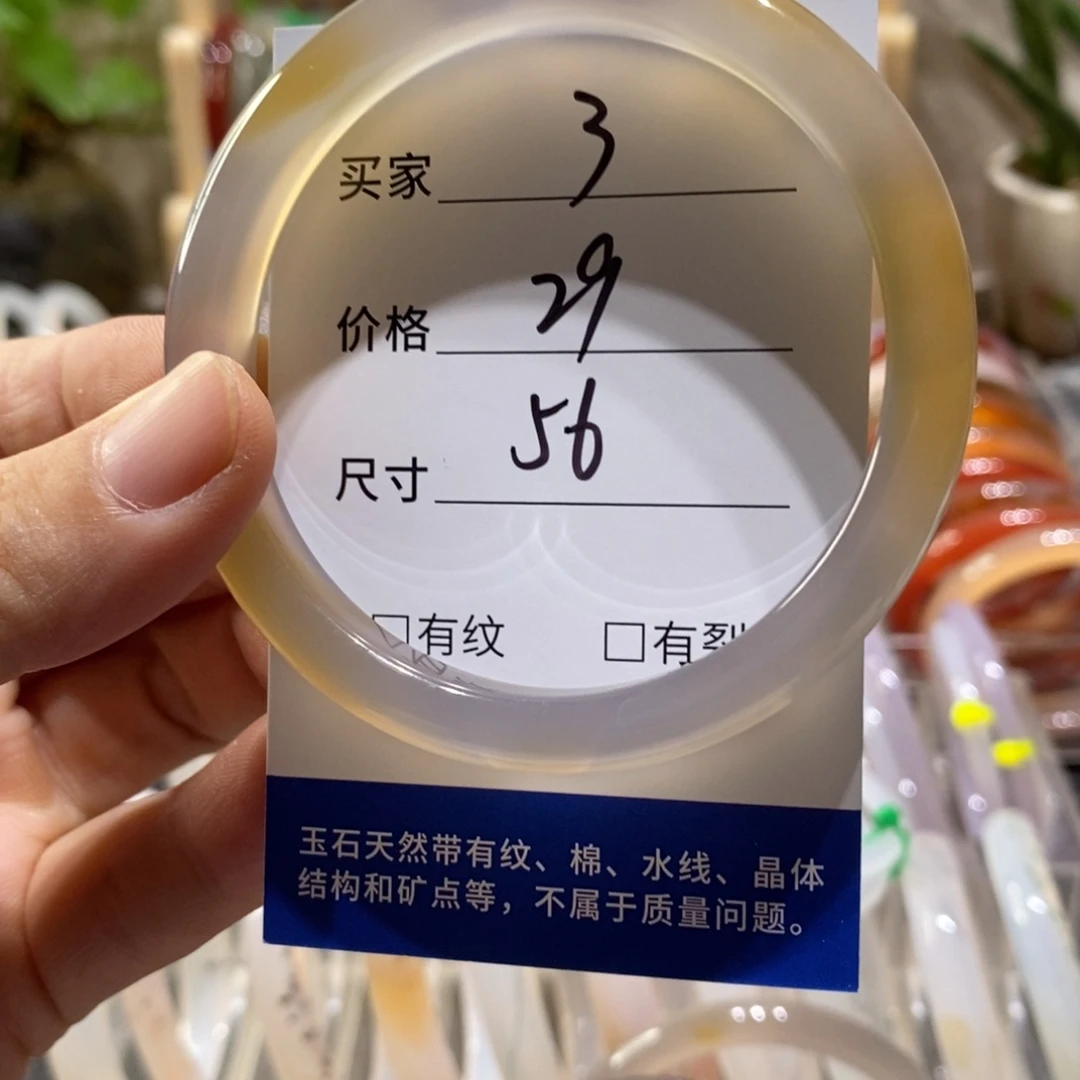 买家 3
价格 29
尺寸 56
□有纹 □有裂
玉石天然带有纹、棉、水线、晶体
结构和矿点等，不属于质量问题。